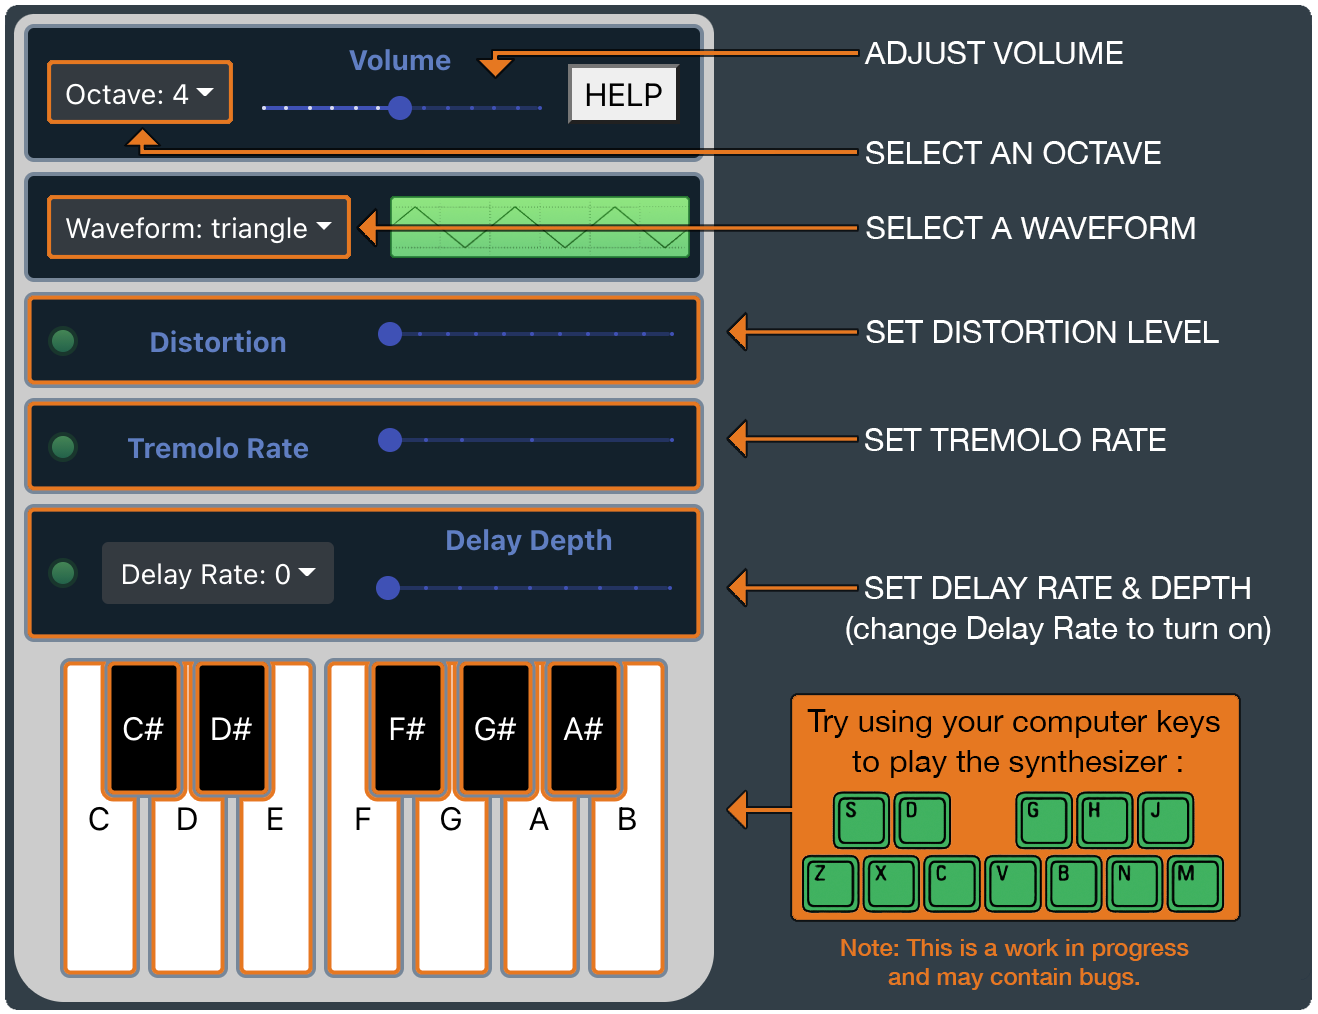 Volume
ADJUST VOLUME
Octave: 4
HELP
SELECT AN OCTAVE
Waveform: triangle
SELECT A WAVEFORM
Distortion
SET DISTORTION LEVEL
Tremolo Rate
SET TREMOLO RATE
Delay Depth
Delay Rate: 0
SET DELAY RATE & DEPTH
(change Delay Rate to turn on)
C# D# F# G# A#
C D E F G A B
Try using your computer keys
to play the synthesizer :
S D G H J
Z X C V B N M
Note: This is a work in progress
and may contain bugs.